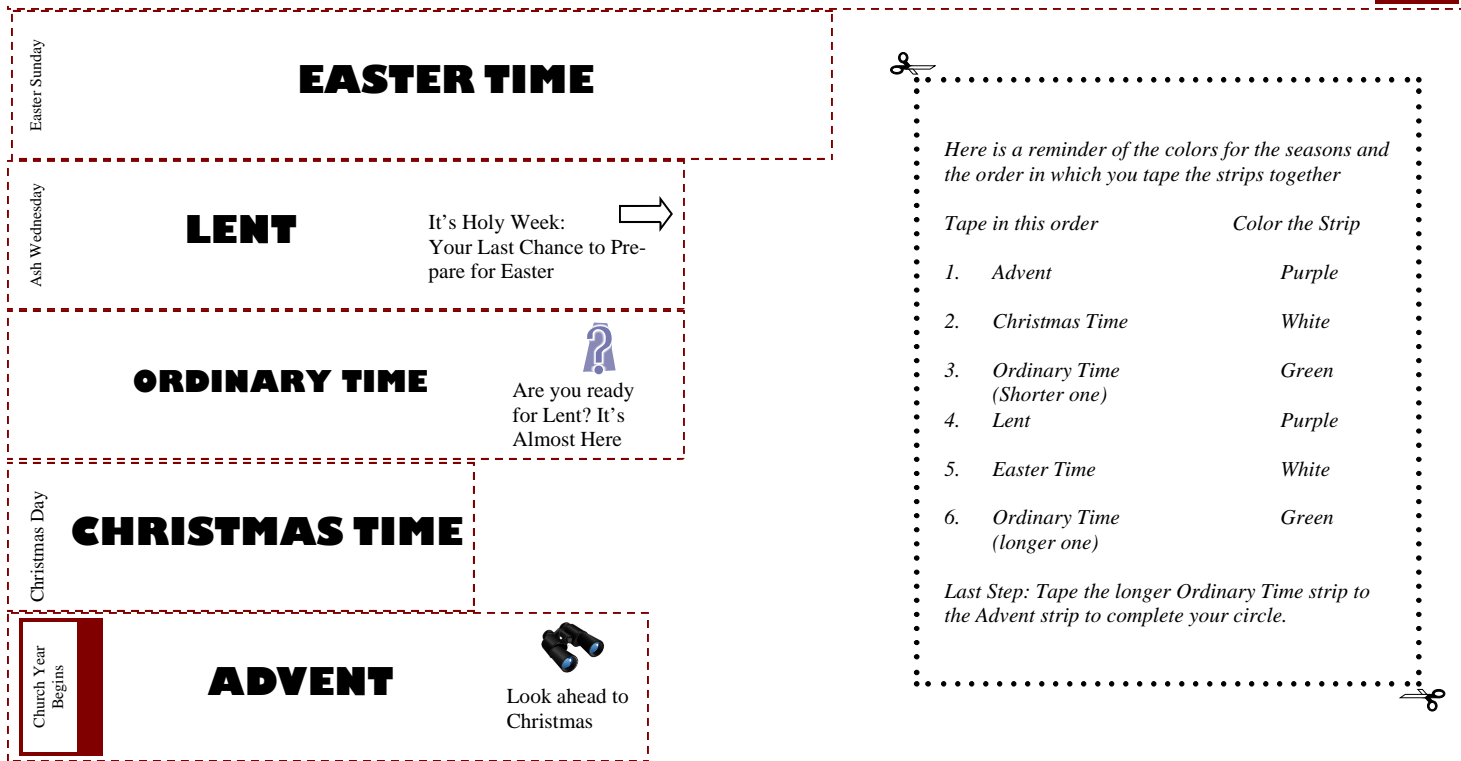 Easter Sunday
EASTER TIME
Ash Wednesday
LENT
It's Holy Week:
Your Last Chance to Pre-
pare for Easter
ORDINARY TIME
?
Are you ready
for Lent? It's
Almost Here
Christmas Day
CHRISTMAS TIME
Church Year
Begins
ADVENT
Look ahead to
Christmas
Here is a reminder of the colors for the seasons and
the order in which you tape the strips together
Tape in this order Color the Strip
1. Advent Purple
2. Christmas Time White
3. Ordinary Time Green
(Shorter one)
4. Lent Purple
5. Easter Time White
6. Ordinary Time Green
(longer one)
Last Step: Tape the longer Ordinary Time strip to
the Advent strip to complete your circle.